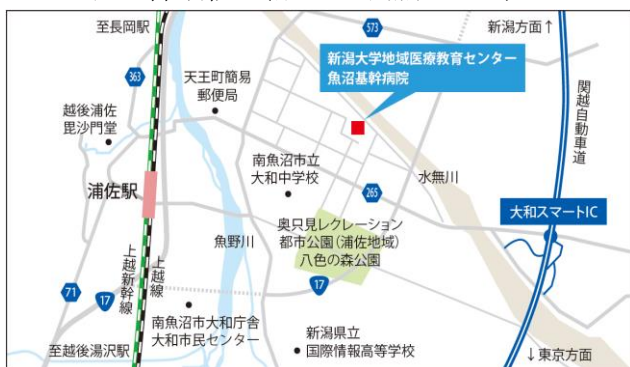 至長岡駅
573
新潟方面↑
新潟大学地域医療教育センター
魚沼基幹病院
363
天王町簡易
郵便局
越後浦佐
毘沙門堂
関越自動車道
南魚沼市立
大和中学校
265
水無川
浦佐駅
大和スマートIC
奥只見レクレーション
都市公園(浦佐地域)
八色の森公園
魚野川
上越新幹線
上越線
17
71
17
南魚沼市大和庁舎
大和市民センター
新潟県立
国際情報高等学校
至越後湯沢駅
↓東京方面